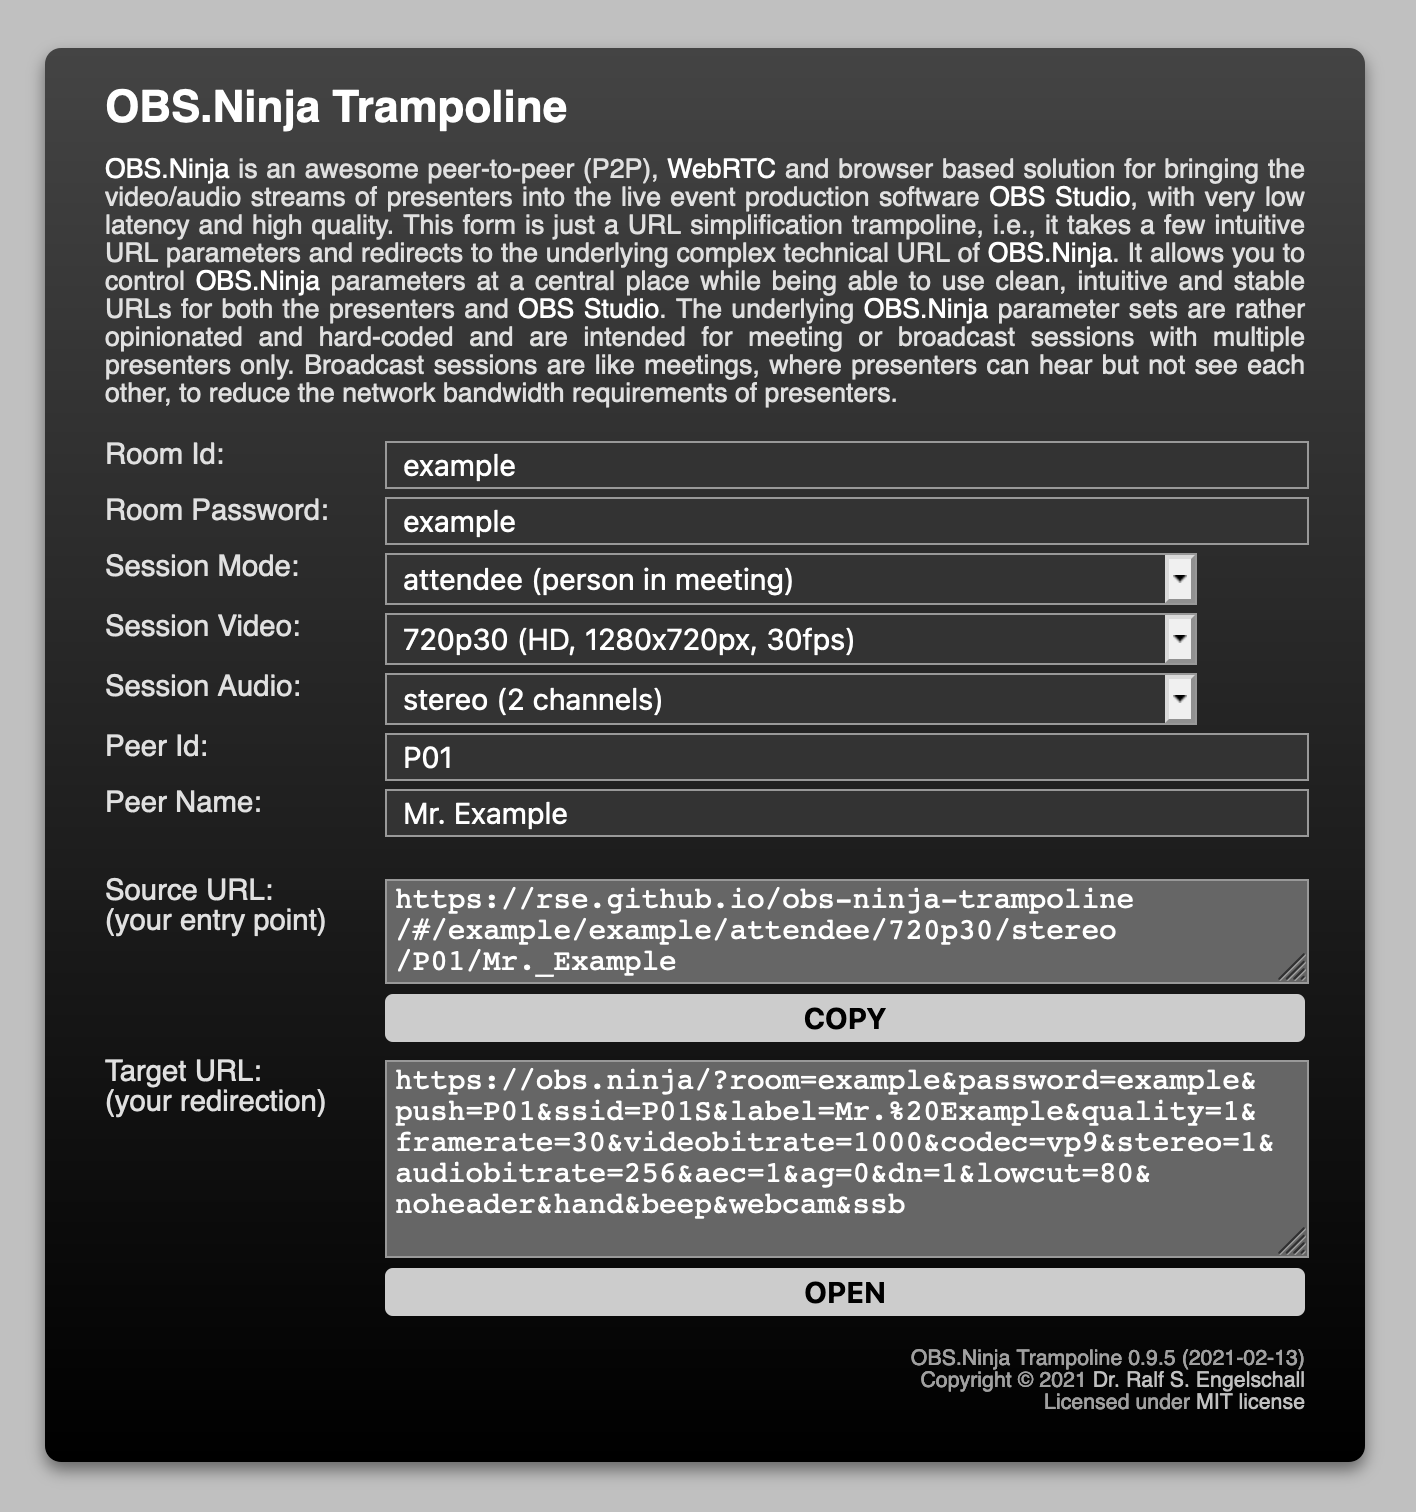 OBS.Ninja Trampoline
OBS.Ninja is an awesome peer-to-peer (P2P), WebRTC and browser based solution for bringing the
video/audio streams of presenters into the live event production software OBS Studio, with very low
latency and high quality. This form is just a URL simplification trampoline, i.e., it takes a few intuitive
URL parameters and redirects to the underlying complex technical URL of OBS.Ninja. It allows you to
control OBS.Ninja parameters at a central place while being able to use clean, intuitive and stable
URLs for both the presenters and OBS Studio. The underlying OBS.Ninja parameter sets are rather
opinionated and hard-coded and are intended for meeting or broadcast sessions with multiple
presenters only. Broadcast sessions are like meetings, where presenters can hear but not see each
other, to reduce the network bandwidth requirements of presenters.
Room Id: example
Room Password: example
Session Mode: attendee (person in meeting)
Session Video: 720p30 (HD, 1280x720px, 30fps)
Session Audio: stereo (2 channels)
Peer Id: P01
Peer Name: Mr. Example
Source URL:
(your entry point)
https://rse.github.io/obs-ninja-trampoline
/#/example/example/attendee/720p30/stereo
/P01/Mr._Example
COPY
Target URL:
(your redirection)
https://obs.ninja/?room=example&password=example&
push=P01&ssid=P01S&label=Mr.%20Example&quality=1&
framerate=30&videobitrate=1000&codec=vp9&stereo=1&
audiobitrate=256&aec=1&ag=0&dn=1&lowcut=80&
noheader&hand&beep&webcam&ssb
OPEN
OBS.Ninja Trampoline 0.9.5 (2021-02-13)
Copyright © 2021 Dr. Ralf S. Engelschall
Licensed under MIT license